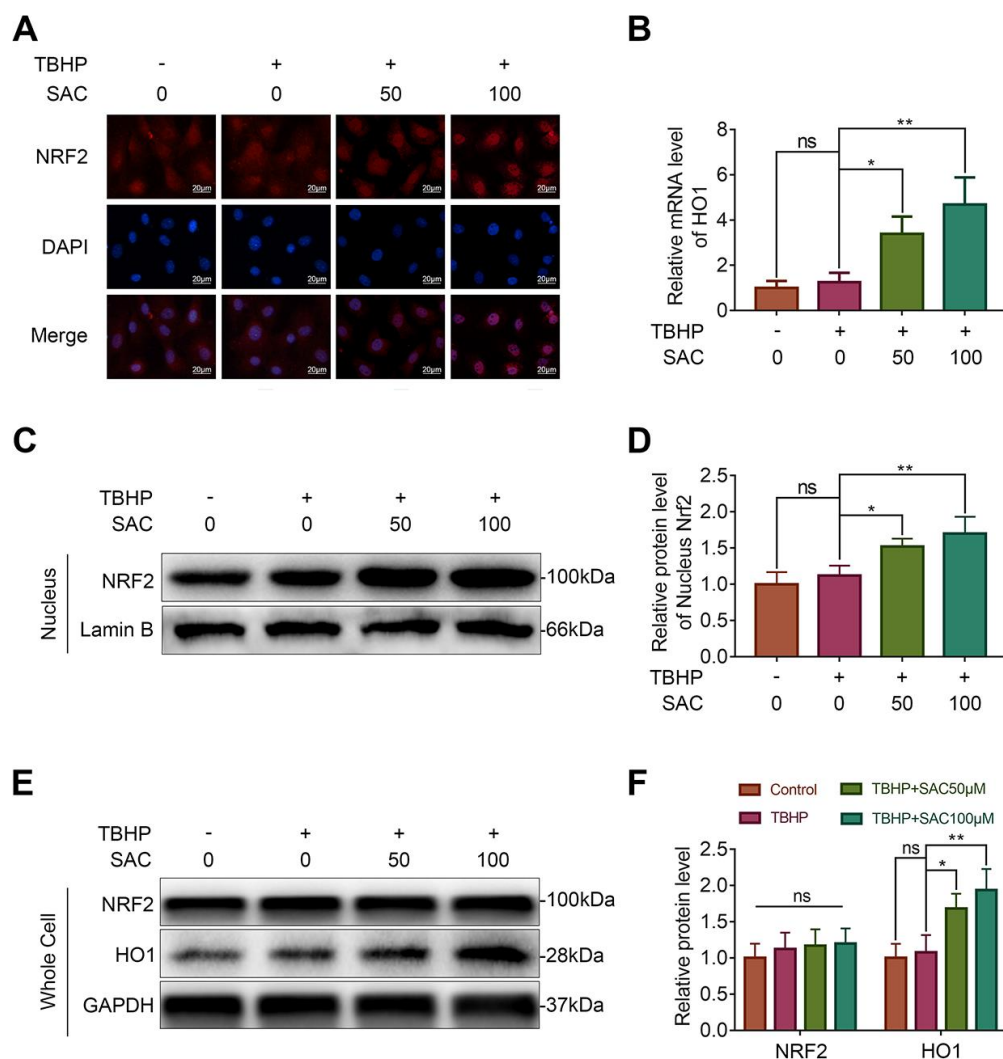 A
TBHP - + + +
SAC 0 0 50 100
NRF2
20μm 20μm 20μm 20μm
DAPI
20μm 20μm 20μm 20μm
Merge
20μm 20μm 20μm 20μm
B
Relative mRNA level
of HO1
8
6
4
2
0
ns
*
**
TBHP - + + +
SAC 0 0 50 100
C
TBHP - + + +
SAC 0 0 50 100
Nucleus
NRF2 -100kDa
Lamin B -66kDa
D
Relative protein level
of Nucleus Nrf2
2.5
2.0
1.5
1.0
0.5
0.0
ns
*
**
TBHP - + + +
SAC 0 0 50 100
E
TBHP - + + +
SAC 0 0 50 100
Whole Cell
NRF2 -100kDa
HO1 -28kDa
GAPDH -37kDa
F
Control TBHP+SAC50μM
TBHP TBHP+SAC100μM
Relative protein level
2.5
2.0
1.5
1.0
0.5
0.0
ns
ns
*
**
NRF2 HO1